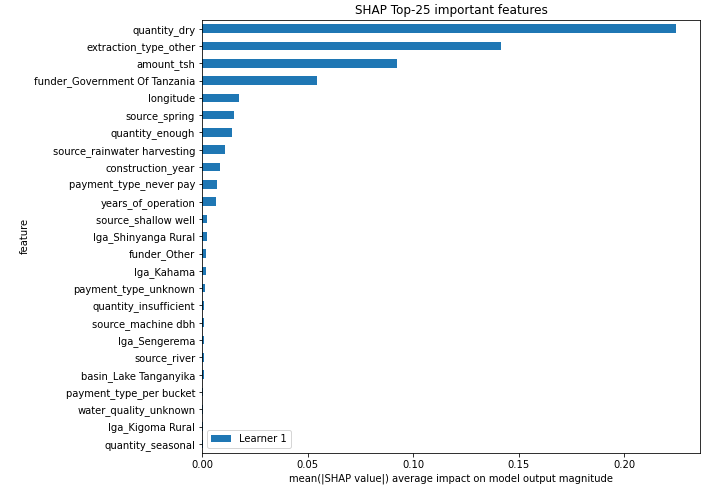 SHAP Top-25 important features
quantity_dry
extraction_type_other
amount_tsh
funder_Government Of Tanzania
longitude
source_spring
quantity_enough
source_rainwater harvesting
construction_year
payment_type_never pay
years_of_operation
source_shallow well
lga_Shinyanga Rural
funder_Other
lga_Kahama
payment_type_unknown
quantity_insufficient
source_machine dbh
lga_Sengerema
source_river
basin_Lake Tanganyika
payment_type_per bucket
water_quality_unknown
lga_Kigoma Rural
quantity_seasonal
feature
Learner 1
0.00 0.05 0.10 0.15 0.20
mean(|SHAP value|) average impact on model output magnitude